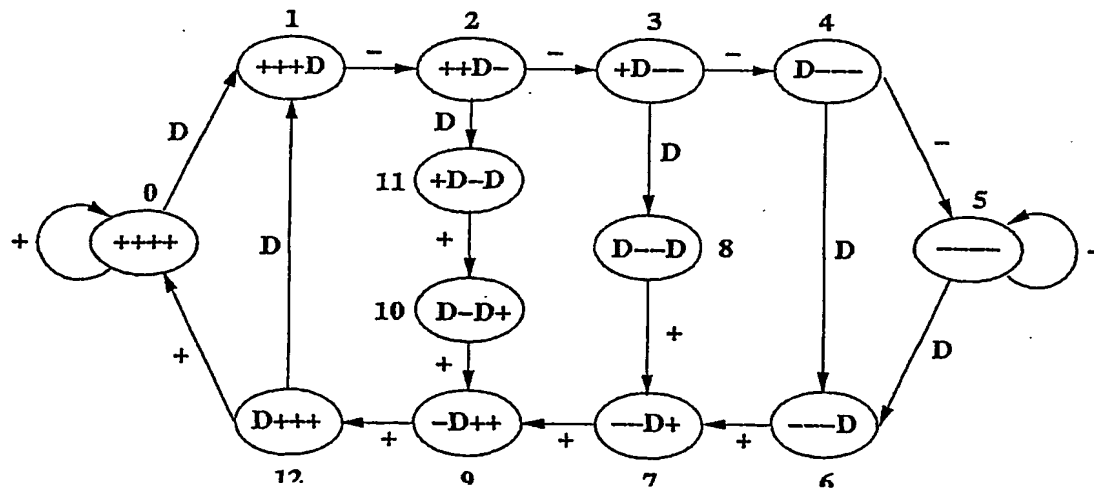 1 2 3 4
+++D - ++D- - +D-- - D---
D D D -
11 +D-D
0 5
+ ++++ D D---D 8 D ----- -
+
10 D-D+ +
+ + D
D+++ + -D++ + --D+ + ---D
12 9 7 6